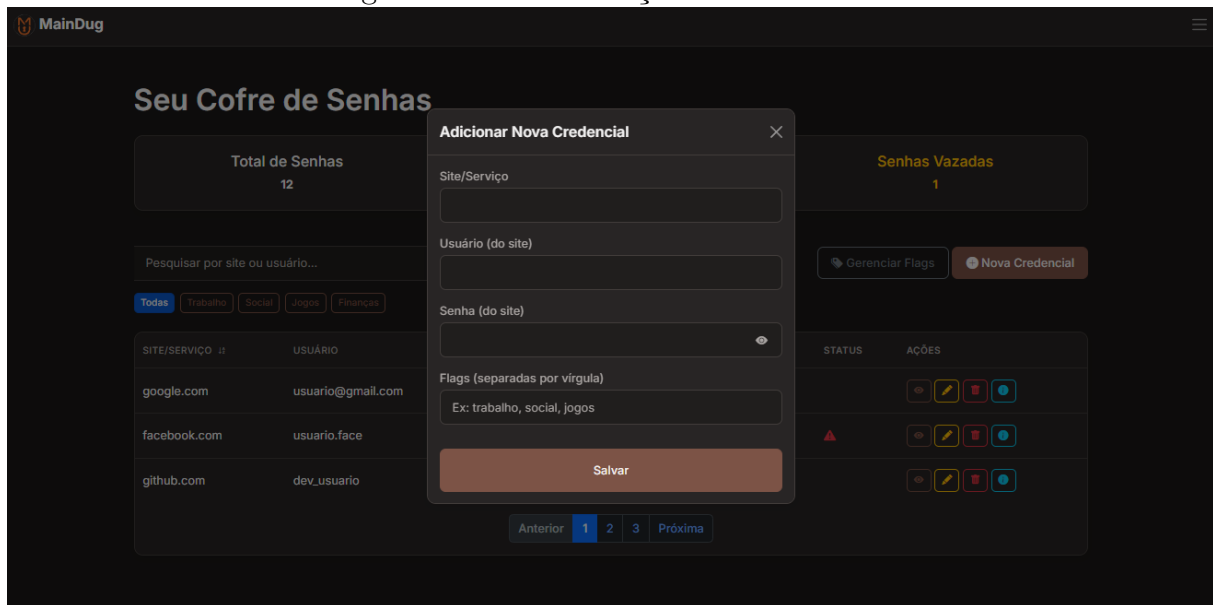 MainDug
Seu Cofre de Senhas
Total de Senhas
12
Senhas Vazadas
1
Pesquisar por site ou usuário...
Gerenciar Flags
Nova Credencial
Todas Trabalho Social Jogos Finanças
SITE/SERVIÇO USUÁRIO STATUS AÇÕES
google.com usuario@gmail.com
facebook.com usuario.face
github.com dev_usuario
Anterior 1 2 3 Próxima
Adicionar Nova Credencial
Site/Serviço
Usuário (do site)
Senha (do site)
Flags (separadas por vírgula)
Ex: trabalho, social, jogos
Salvar